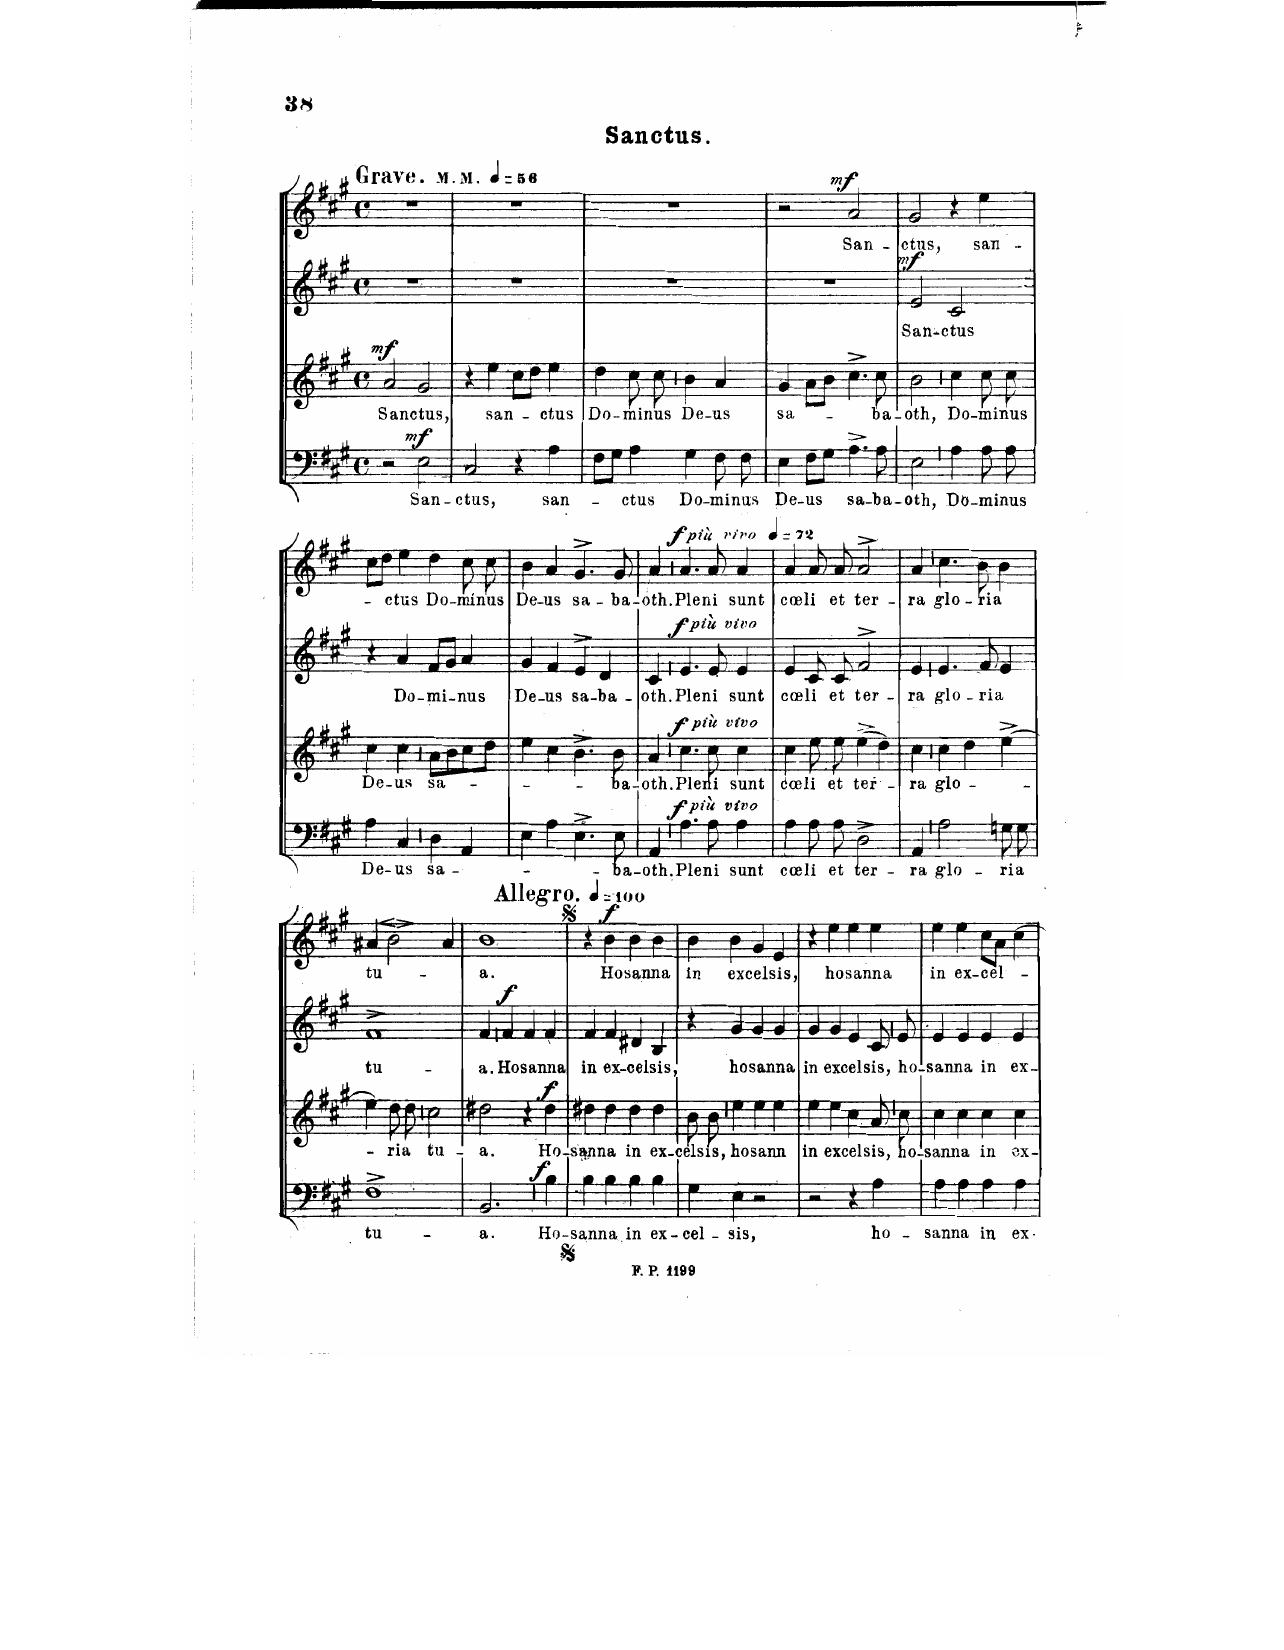 38
Sanctus.
Grave. M. M. ♩ = 56
mf
San - ctus, san -
mf
San-ctus
mf
Sanctus, san - ctus Do-minus De-us sa - ba-oth, Do-minus
mf
San-ctus, san - ctus Do-minus De-us sa-ba-oth, Do-minus
f più vivo ♩ = 72
- ctus Do-minus De-us sa - ba-oth. Pleni sunt cœli et ter - ra glo - ria
f più vivo
Do-mi-nus De-us sa-ba - oth. Pleni sunt cœli et ter - ra glo - ria
f più vivo
De-us sa - - - - ba-oth. Pleni sunt cœli et ter - ra glo - -
f più vivo
De-us sa - - - ba-oth. Pleni sunt cœli et ter - ra glo - ria
Allegro. ♩ = 100
f
tu - a. Hosanna in excelsis, hosanna in ex-cel -
f
tu - a. Hosanna in ex-celsis, hosanna in excelsis, ho-sanna in ex-
f
- ria tu - a. Ho-sanna in ex-celsis, hosann in excelsis, ho-sanna in ex-
f
tu - a. Ho-sanna in ex-cel - sis, ho - sanna in ex-
F. P. 1199